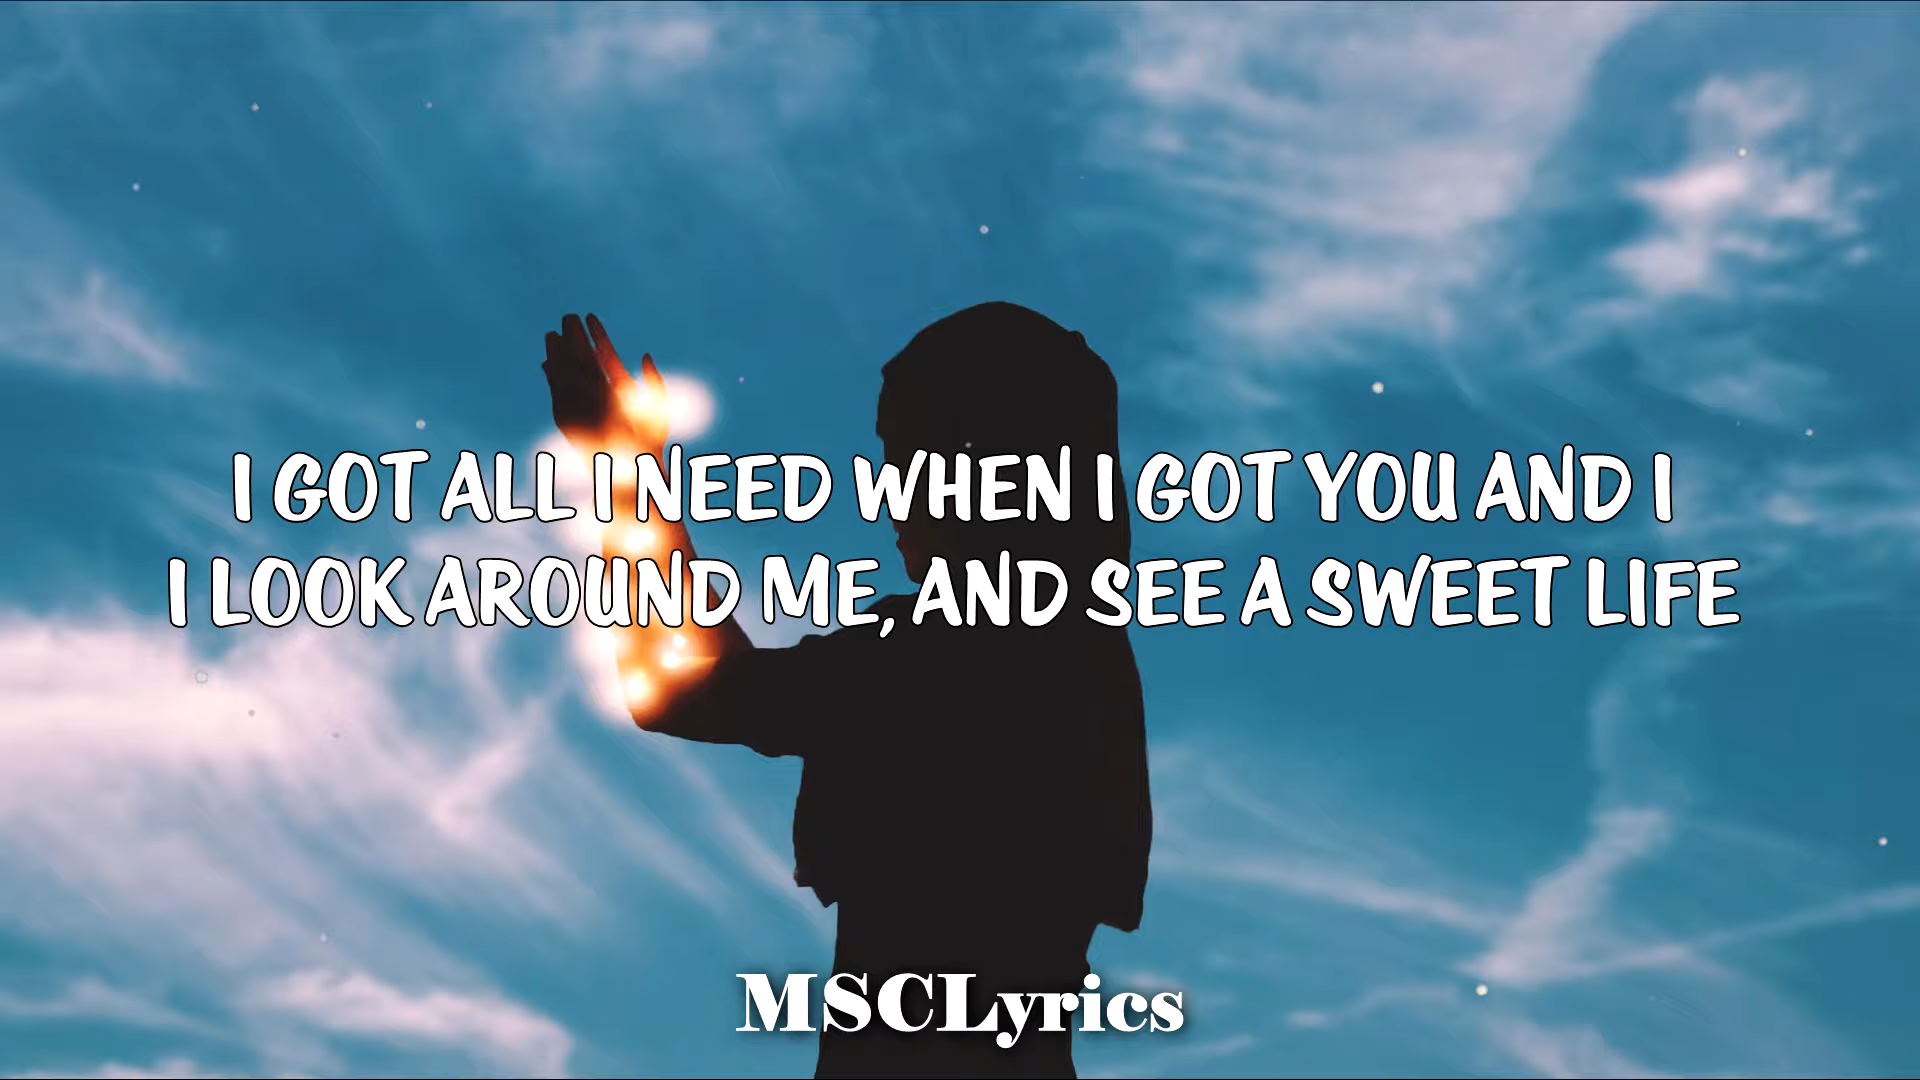 I GOT ALL I NEED WHEN I GOT YOU AND I
I LOOK AROUND ME, AND SEE A SWEET LIFE
MSCLyrics